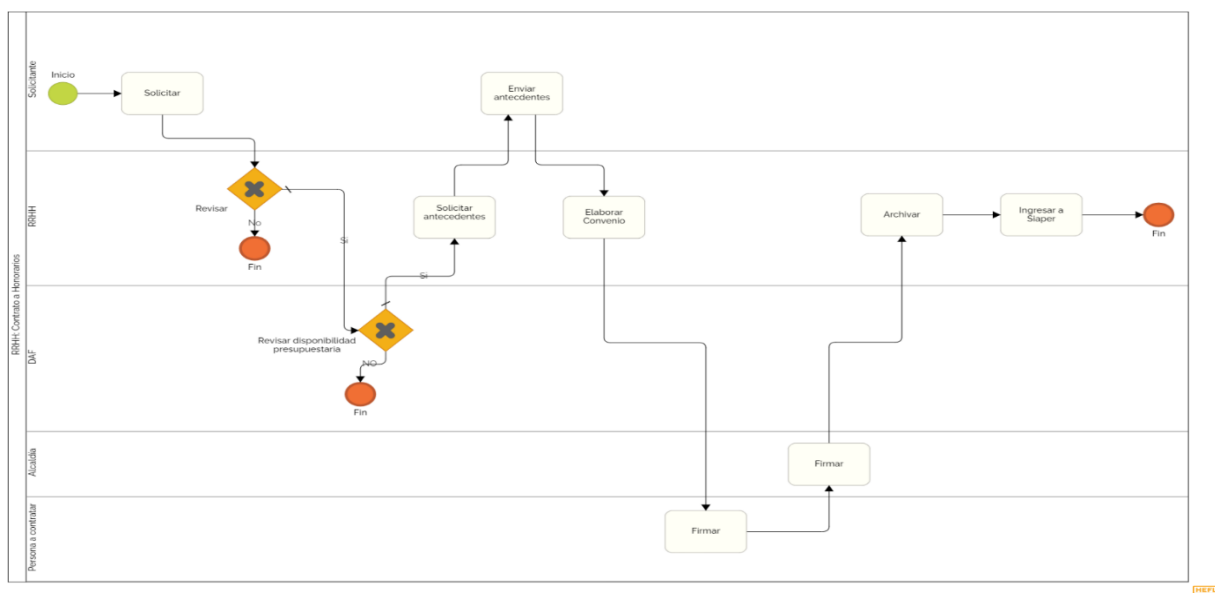 RRHH: Contrato a Honorarios
Solicitante
Inicio
Solicitar
Enviar
antecdentes
RRHH
Revisar
No
Fin
Si
Solicitar
antecedentes
Elaborar
Convenio
Archivar
Ingresar a
Siaper
Fin
DAF
Si
Revisar disponibilidad
presupuestaria
NO
Fin
Alcaldía
Firmar
Persona a contratar
Firmar